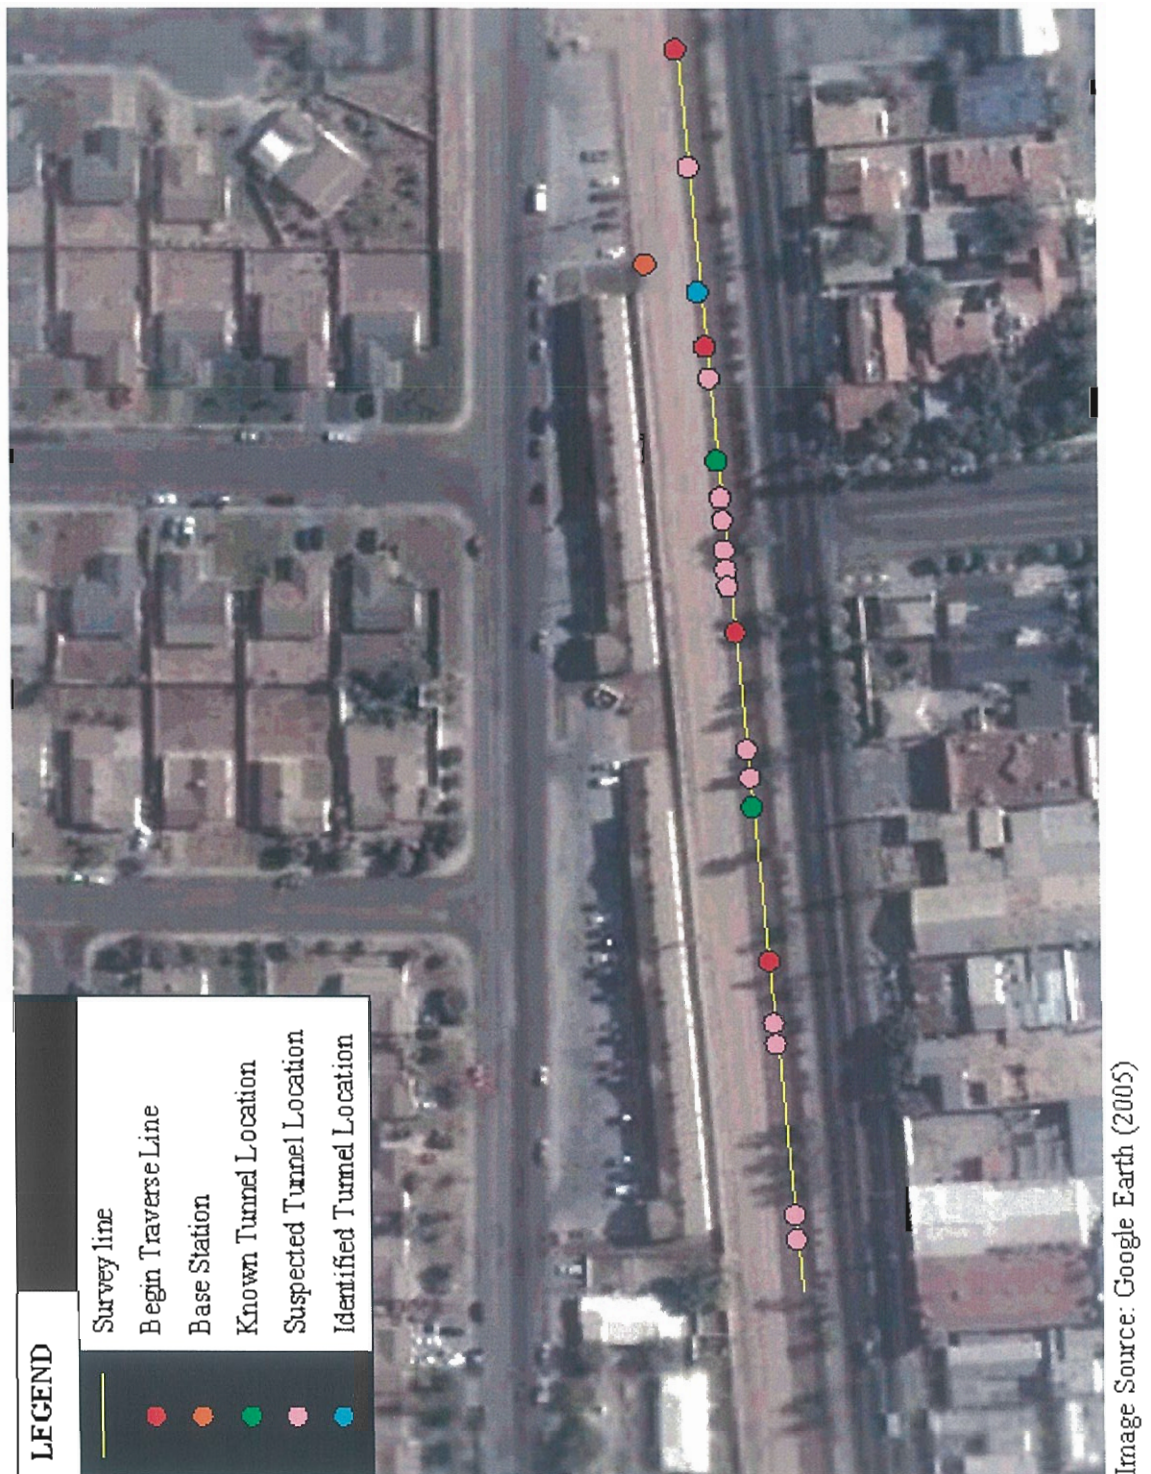 LEGEND
Survey line
Begin Traverse Line
Base Station
Known Tunnel Location
Suspected Tunnel Location
Identified Tunnel Location
Image Source: Google Earth (2005)